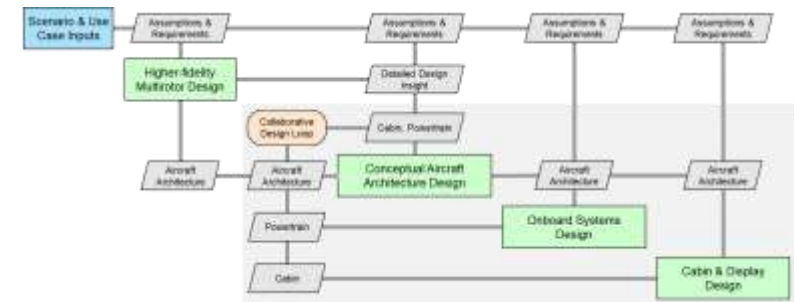 Scenario & Use
Case Inputs
Assumptions &
Requirements
Assumptions &
Requirements
Assumptions &
Requirements
Assumptions &
Requirements
Higher-fidelity
Multirotor Design
Detailed Design
Insight
Collaborative
Design Loop
Cabin, Powertrain
Aircraft
Architecture
Aircraft
Architecture
Conceptual Aircraft
Architecture Design
Aircraft
Architecture
Aircraft
Architecture
Powertrain
Onboard Systems
Design
Cabin
Cabin & Display
Design